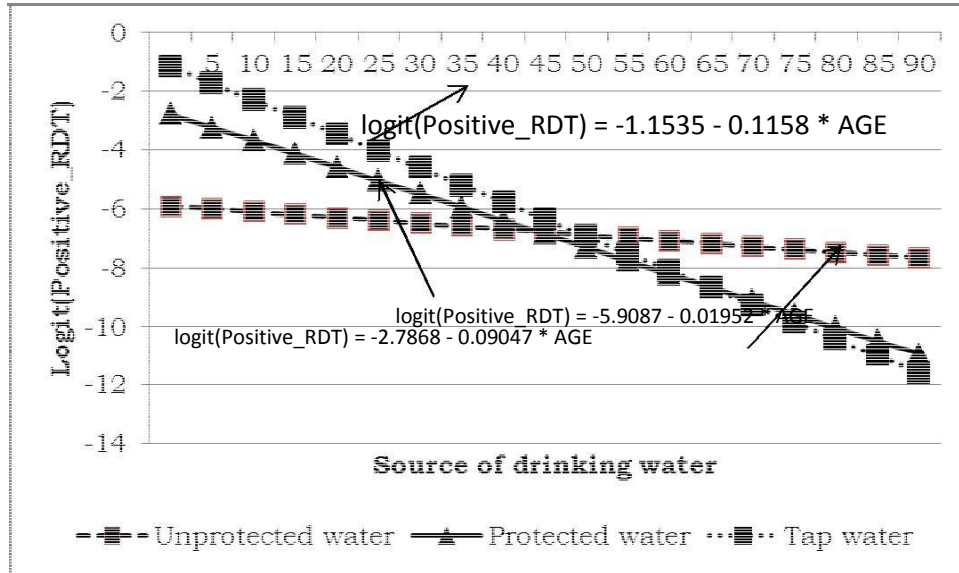 Logit(Positive_RDT)
0
-2
-4
-6
-8
-10
-12
-14
5 10 15 20 25 30 35 40 45 50 55 60 65 70 75 80 85 90
logit(Positive_RDT) = -1.1535 - 0.1158 * AGE
logit(Positive_RDT) = -5.9087 - 0.01952 * AGE
logit(Positive_RDT) = -2.7868 - 0.09047 * AGE
Source of drinking water
Unprotected water Protected water Tap water